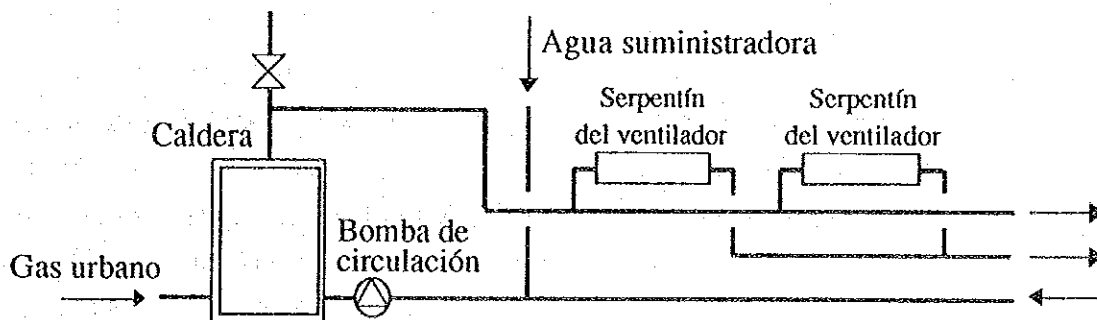 Agua suministradora
Serpentín
del ventilador
Serpentín
del ventilador
Caldera
Bomba de
circulación
Gas urbano